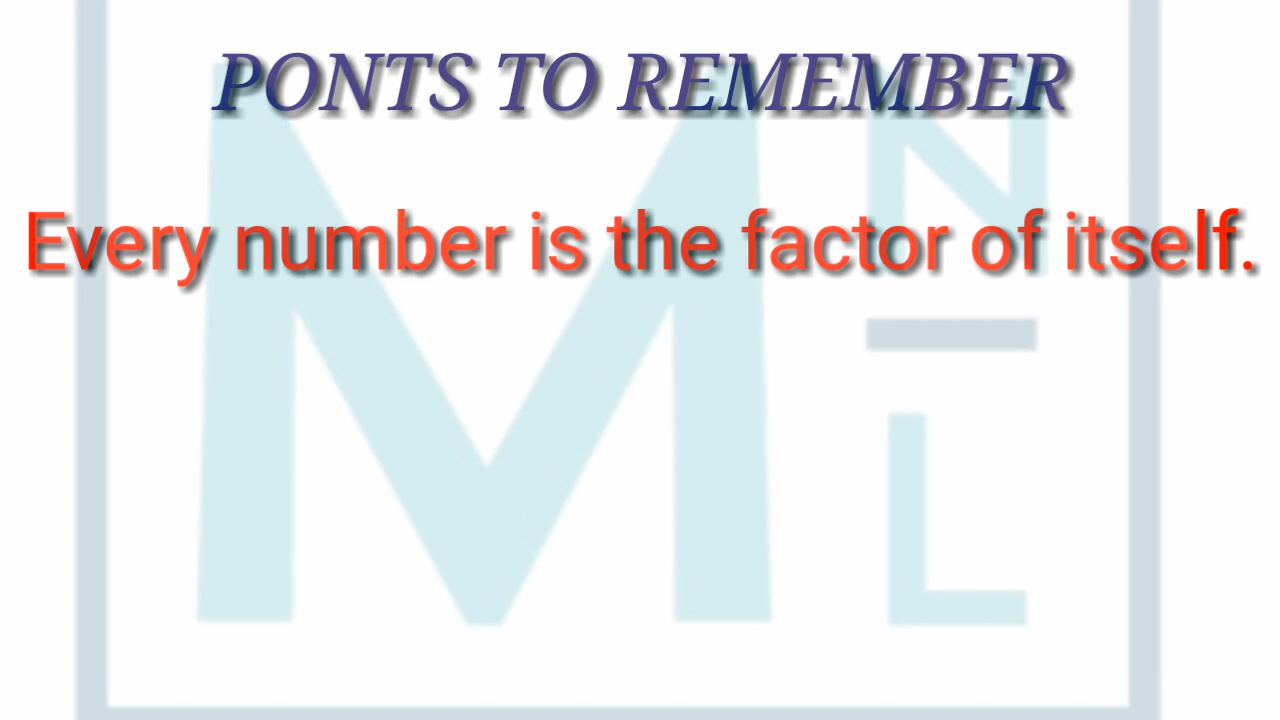 PONTS TO REMEMBER
Every number is the factor of itself.
M N
L